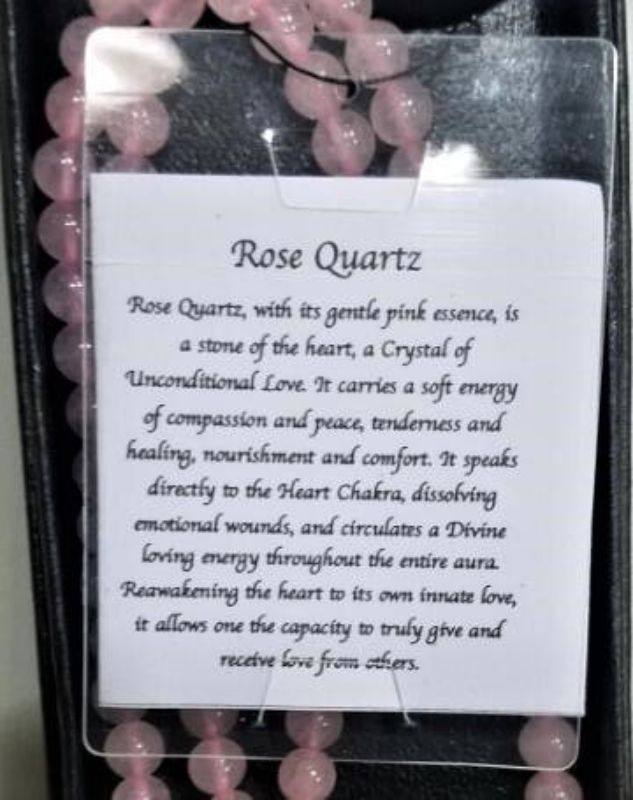 Rose Quartz
Rose Quartz, with its gentle pink essence, is
a stone of the heart, a Crystal of
Unconditional Love. It carries a soft energy
of compassion and peace, tenderness and
healing, nourishment and comfort. It speaks
directly to the Heart Chakra, dissolving
emotional wounds, and circulates a Divine
loving energy throughout the entire aura.
Reawakening the heart to its own innate love,
it allows one the capacity to truly give and
receive love from others.